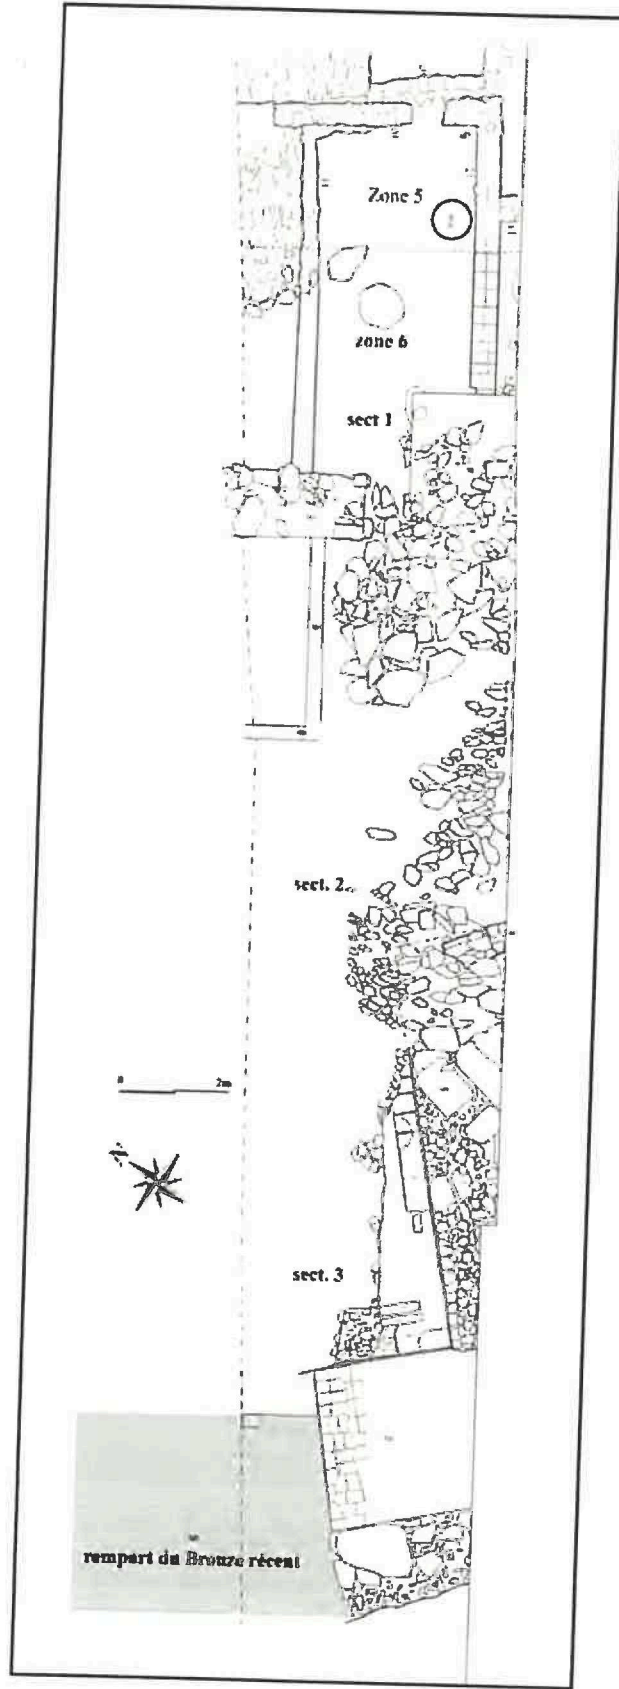 Zone 5
zone 6
sect 1
sect. 2
0 2m
N
sect. 3
rempart du Bronze récent